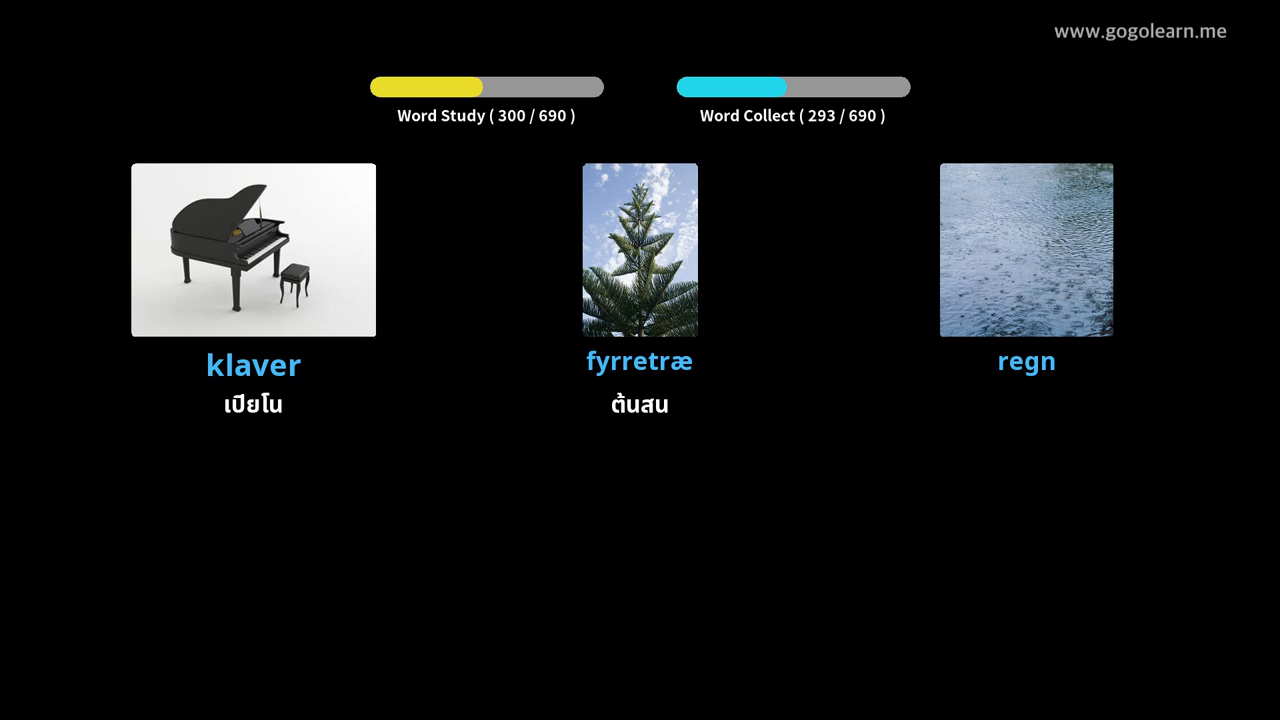 www.gogolearn.me
Word Study ( 300 / 690 )
Word Collect ( 293 / 690 )
klaver
fyrretræ
regn
เปียโน
ต้นสน